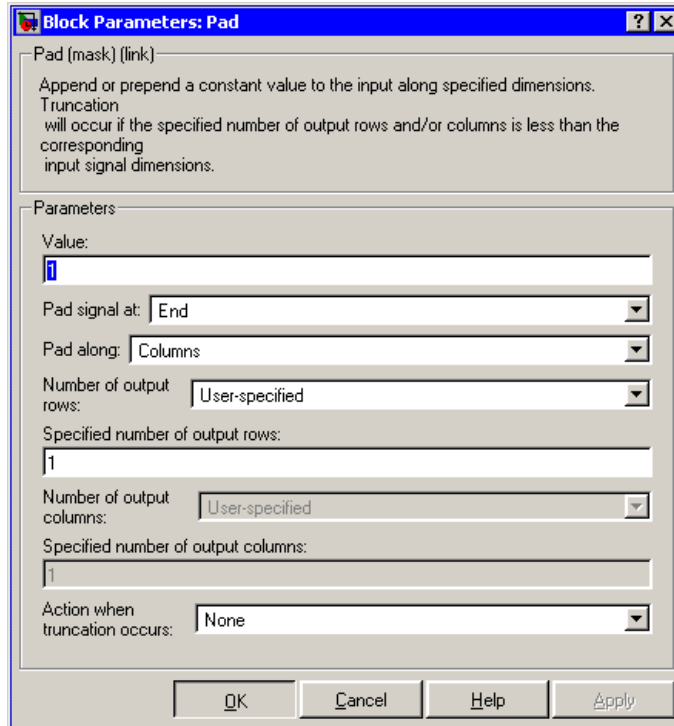 Block Parameters: Pad
Pad (mask) (link)
Append or prepend a constant value to the input along specified dimensions.
Truncation
will occur if the specified number of output rows and/or columns is less than the
corresponding
input signal dimensions.
Parameters
Value:
1
Pad signal at: End
Pad along: Columns
Number of output
rows: User-specified
Specified number of output rows:
1
Number of output
columns: User-specified
Specified number of output columns:
1
Action when
truncation occurs: None
OK Cancel Help Apply